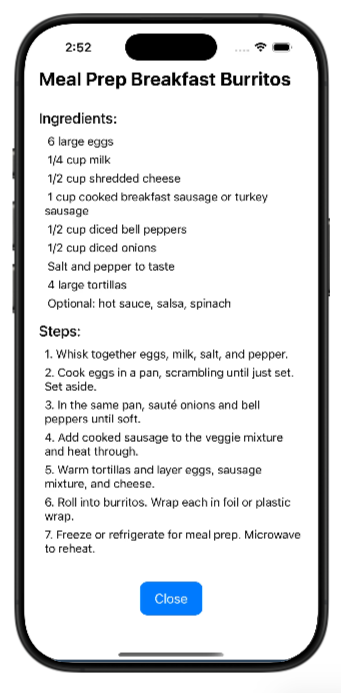 2:52
Meal Prep Breakfast Burritos
Ingredients:
6 large eggs
1/4 cup milk
1/2 cup shredded cheese
1 cup cooked breakfast sausage or turkey
sausage
1/2 cup diced bell peppers
1/2 cup diced onions
Salt and pepper to taste
4 large tortillas
Optional: hot sauce, salsa, spinach
Steps:
1. Whisk together eggs, milk, salt, and pepper.
2. Cook eggs in a pan, scrambling until just set.
Set aside.
3. In the same pan, sauté onions and bell
peppers until soft.
4. Add cooked sausage to the veggie mixture
and heat through.
5. Warm tortillas and layer eggs, sausage
mixture, and cheese.
6. Roll into burritos. Wrap each in foil or plastic
wrap.
7. Freeze or refrigerate for meal prep. Microwave
to reheat.
Close